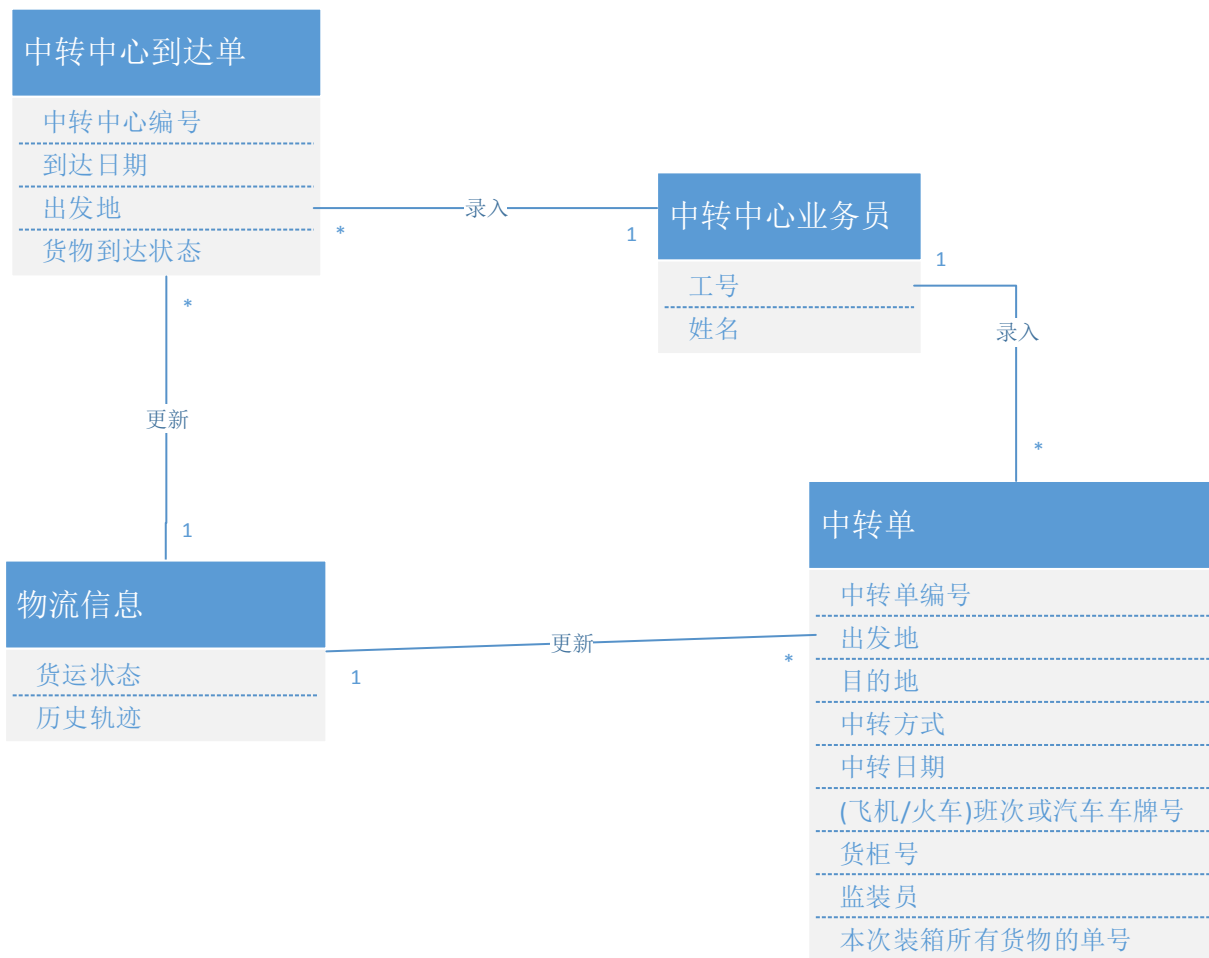 中转中心到达单
中转中心编号
到达日期
出发地
货物到达状态
*
录入
1
中转中心业务员
工号
姓名
1
录入
*
*
更新
1
物流信息
货运状态
历史轨迹
1
更新
*
中转单
中转单编号
出发地
目的地
中转方式
中转日期
(飞机/火车)班次或汽车车牌号
货柜号
监装员
本次装箱所有货物的单号